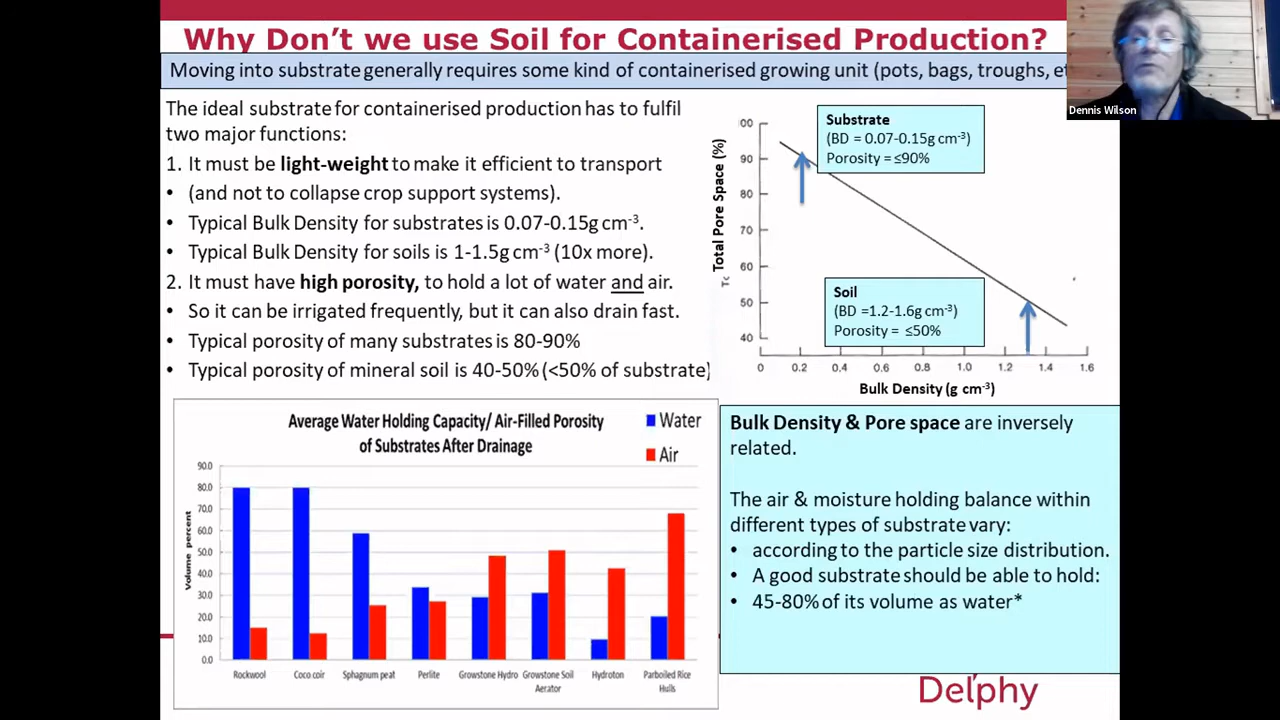 Why Don't we use Soil for Containerised Production?
Moving into substrate generally requires some kind of containerised growing unit (pots, bags, troughs,
Dennis Wilson
The ideal substrate for containerised production has to fulfil
two major functions:
1. It must be light-weight to make it efficient to transport
• (and not to collapse crop support systems).
• Typical Bulk Density for substrates is 0.07-0.15g cm-3.
• Typical Bulk Density for soils is 1-1.5g cm-3 (10x more).
2. It must have high porosity, to hold a lot of water and air.
• So it can be irrigated frequently, but it can also drain fast.
• Typical porosity of many substrates is 80-90%
• Typical porosity of mineral soil is 40-50% (<50% of substrate)
Total Pore Space (%)
00
90
80
70
60
50
40
Substrate
(BD = 0.07-0.15g cm-3)
Porosity = ≤90%
Soil
(BD =1.2-1.6g cm-3)
Porosity = ≤50%
0 0.2 0.4 0.6 0.8 1.0 1.2 1.4 1.6
Bulk Density (g cm-3)
Average Water Holding Capacity/ Air-Filled Porosity
of Substrates After Drainage
Water
Air
Volume percent
90.0
80.0
70.0
60.0
50.0
40.0
30.0
20.0
10.0
0.0
Rockwool Coco coir Sphagnum peat Perlite Growstone Hydro Growstone Soil Hydroton Parboiled Rice
Aerator Hulls
Bulk Density & Pore space are inversely
related.
The air & moisture holding balance within
different types of substrate vary:
• according to the particle size distribution.
• A good substrate should be able to hold:
• 45-80% of its volume as water*
Delphy